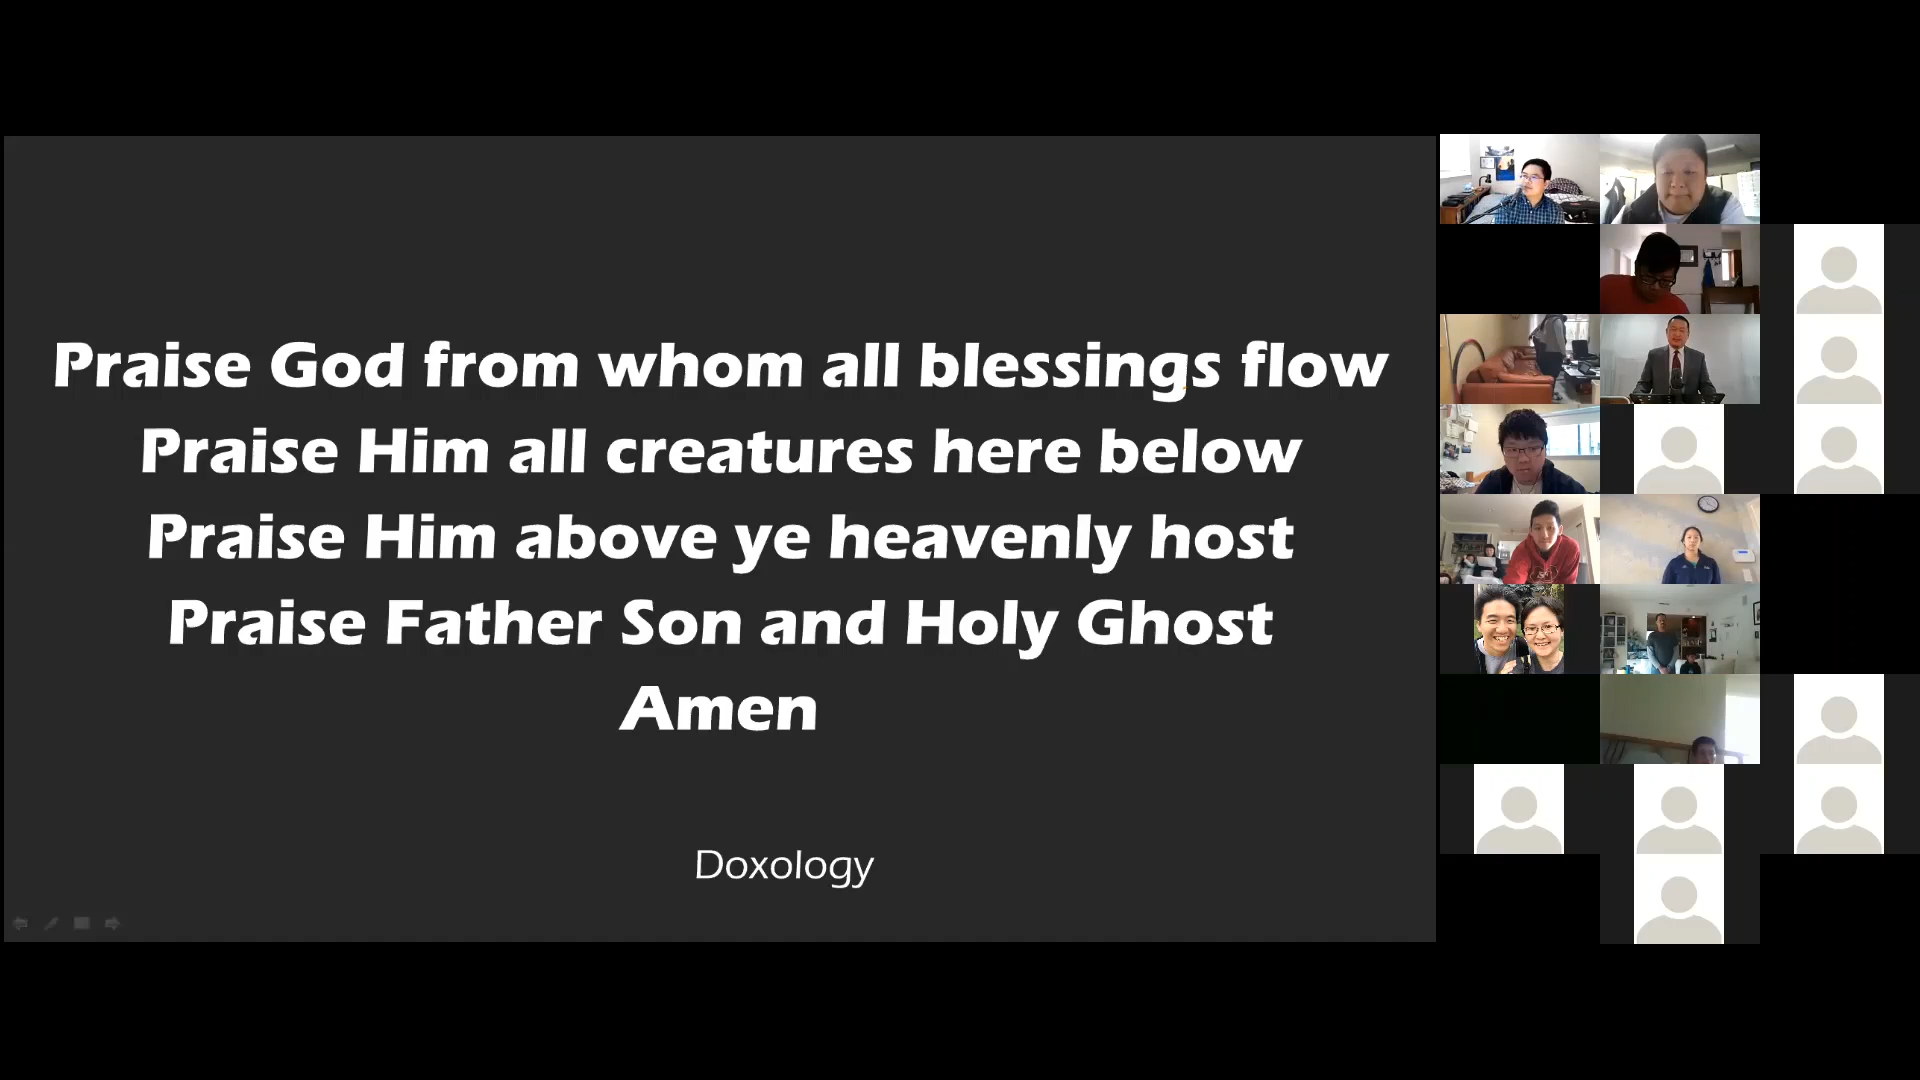 Praise God from whom all blessings flow
Praise Him all creatures here below
Praise Him above ye heavenly host
Praise Father Son and Holy Ghost
Amen
Doxology